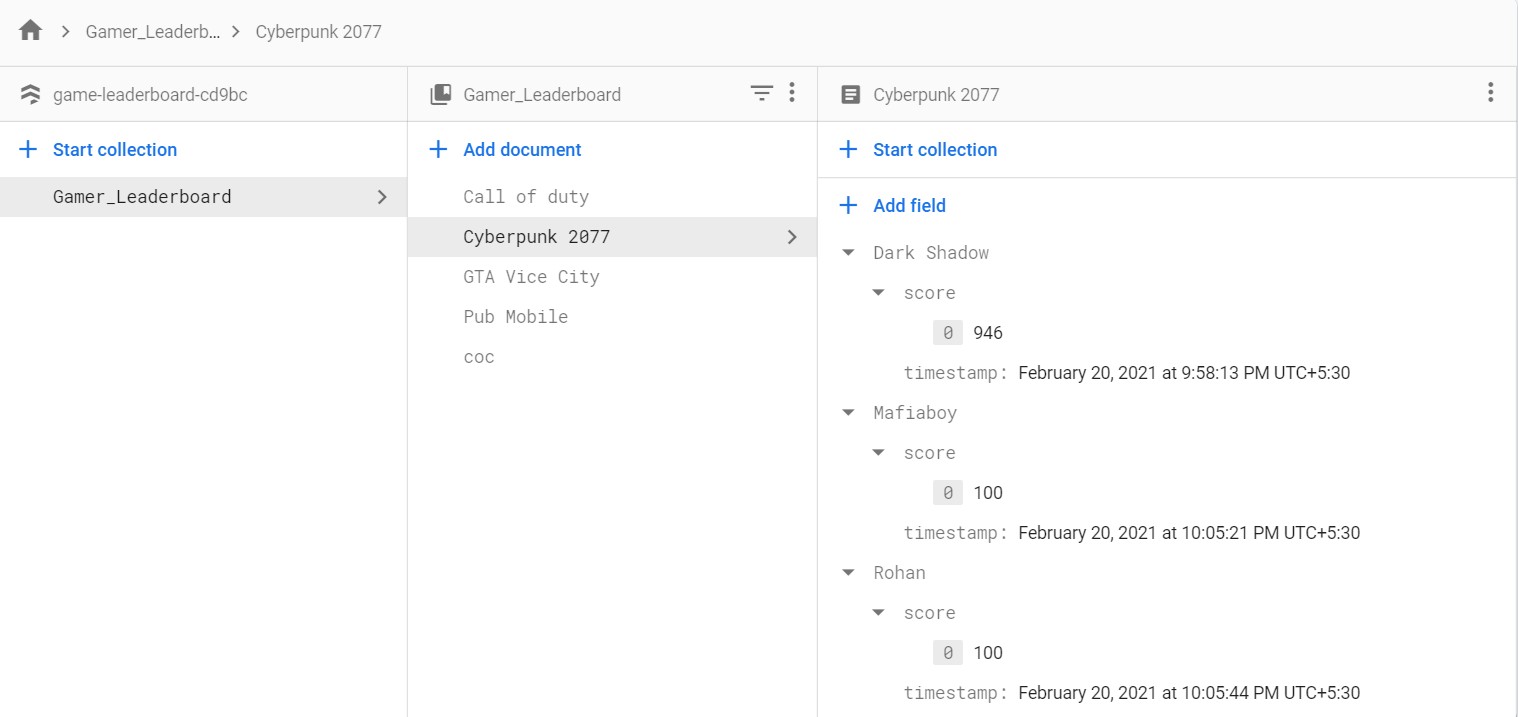 Gamer_Leaderb... Cyberpunk 2077
game-leaderboard-cd9bc
Start collection
Gamer_Leaderboard
Gamer_Leaderboard
Add document
Call of duty
Cyberpunk 2077
GTA Vice City
Pub Mobile
coc
Cyberpunk 2077
Start collection
Add field
Dark Shadow
score
0 946
timestamp: February 20, 2021 at 9:58:13 PM UTC+5:30
Mafiaboy
score
0 100
timestamp: February 20, 2021 at 10:05:21 PM UTC+5:30
Rohan
score
0 100
timestamp: February 20, 2021 at 10:05:44 PM UTC+5:30